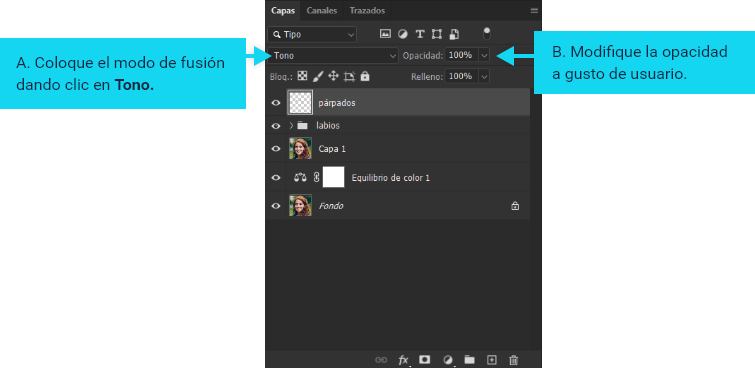 Capas Canales Trazados
Tipo
A. Coloque el modo de fusión
dando clic en Tono.
Tono Opacidad: 100%
B. Modifique la opacidad
a gusto de usuario.
Bloq.: Relleno: 100%
párpados
labios
Capa 1
Equilibrio de color 1
Fondo
fx